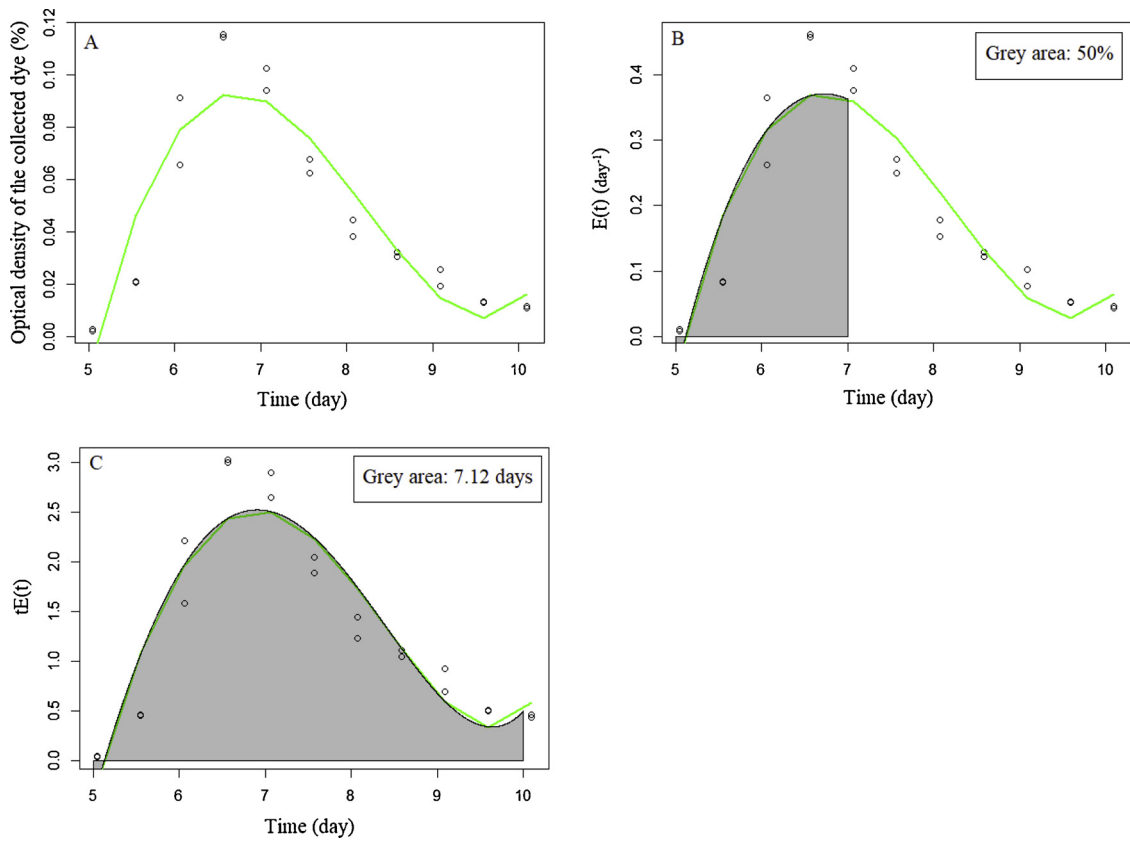 A
Optical density of the collected dye (%)
0.12
0.10
0.08
0.06
0.04
0.02
0.00
5 6 7 8 9 10
Time (day)
B
Grey area: 50%
E(t) (day⁻¹)
0.4
0.3
0.2
0.1
0.0
5 6 7 8 9 10
Time (day)
C
Grey area: 7.12 days
tE(t)
3.0
2.5
2.0
1.5
1.0
0.5
0.0
5 6 7 8 9 10
Time (day)